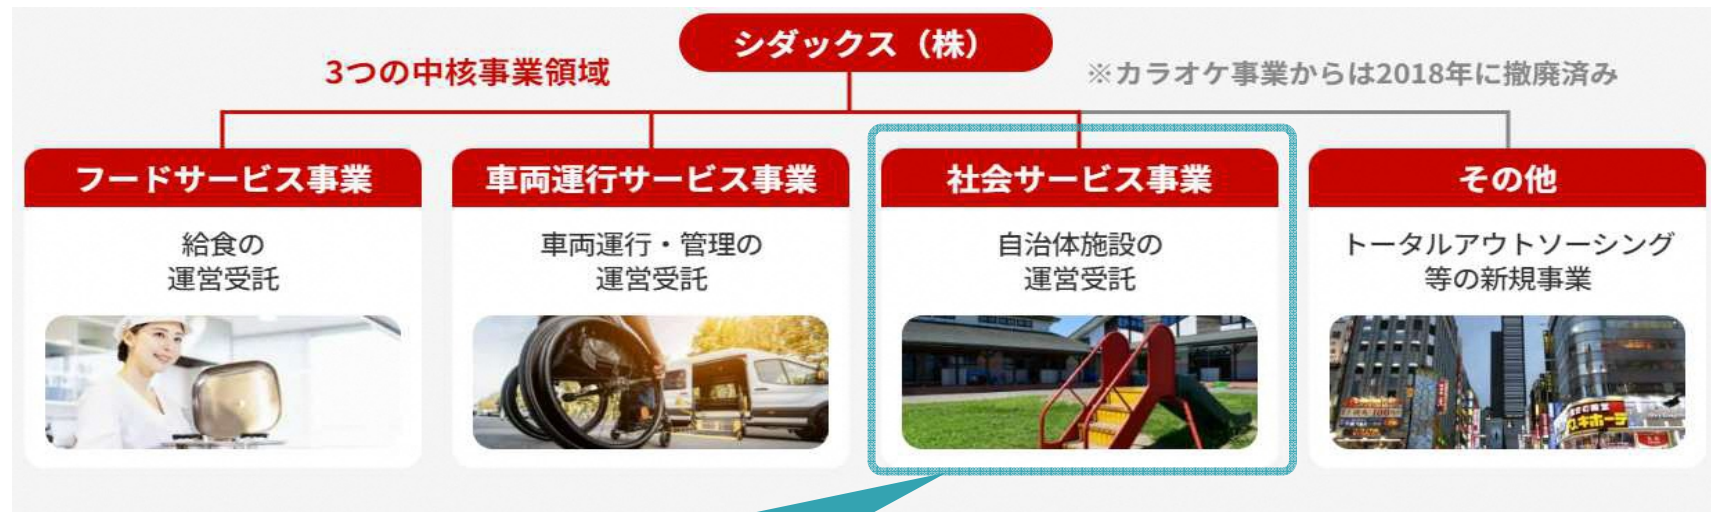 シダックス（株）
3つの中核事業領域
※カラオケ事業からは2018年に撤廃済み
フードサービス事業
給食の
運営受託
車両運行サービス事業
車両運行・管理の
運営受託
社会サービス事業
自治体施設の
運営受託
その他
トータルアウトソーシング
等の新規事業